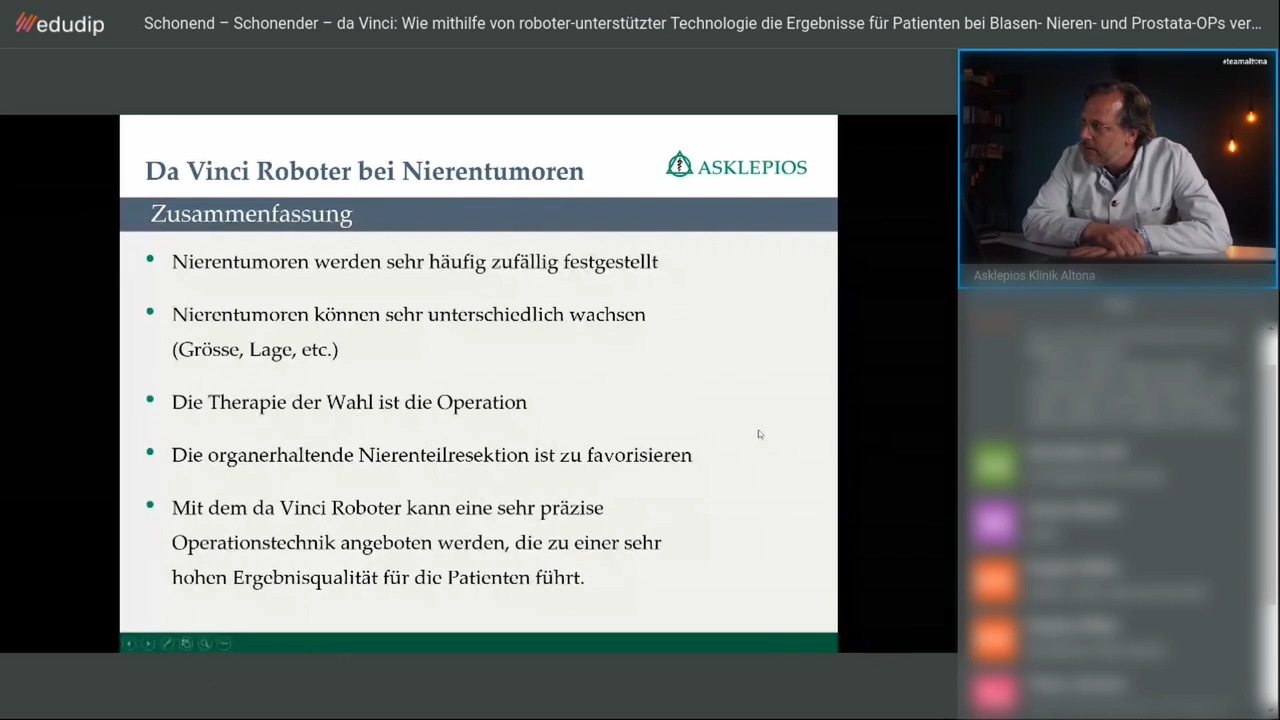 edudip
Schonend – Schonender – da Vinci: Wie mithilfe von roboter-unterstützter Technologie die Ergebnisse für Patienten bei Blasen- Nieren- und Prostata-OPs ver...
#teamaltona
Da Vinci Roboter bei Nierentumoren
ASKLEPIOS
Zusammenfassung
Asklepios Klinik Altona
• Nierentumoren werden sehr häufig zufällig festgestellt
• Nierentumoren können sehr unterschiedlich wachsen
(Grösse, Lage, etc.)
• Die Therapie der Wahl ist die Operation
• Die organerhaltende Nierenteilresektion ist zu favorisieren
• Mit dem da Vinci Roboter kann eine sehr präzise
Operationstechnik angeboten werden, die zu einer sehr
hohen Ergebnisqualität für die Patienten führt.